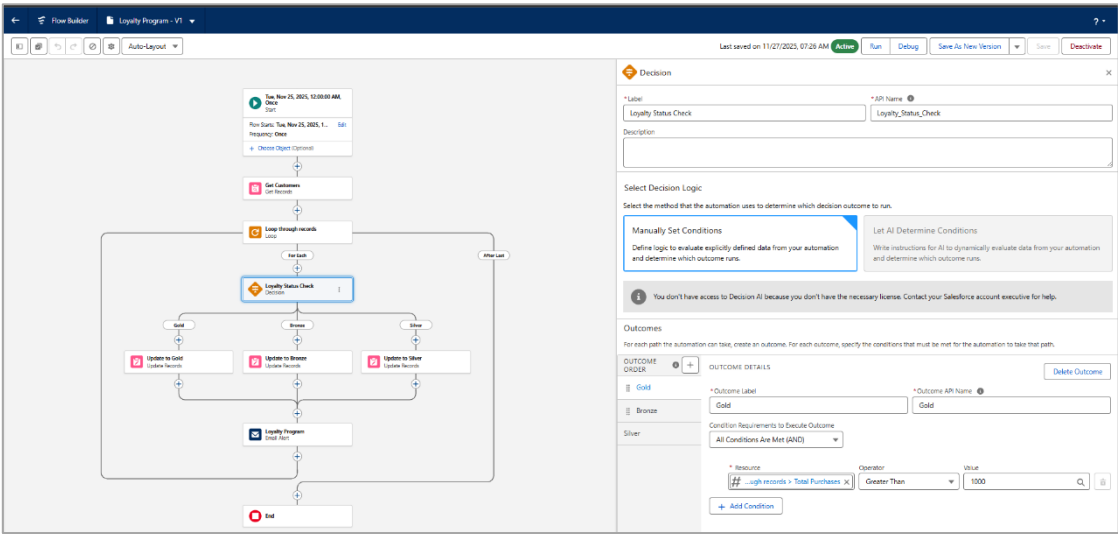 Flow Builder
Loyalty Program - V1
?
Auto-Layout
Last saved on 11/27/2025, 07:26 AM
Active
Run
Debug
Save As New Version
Save
Deactivate
Tue, Nov 25, 2025, 12:00:00 AM,
Once
Start
Flow Starts: Tue, Nov 25, 2025, 1... Edit
Frequency: Once
+ Choose Object (Optional)
Get Customers
Get Records
Loop through records
Loop
For Each
After Last
Loyalty Status Check
Decision
Gold
Bronze
Silver
Update to Gold
Update Records
Update to Bronze
Update Records
Update to Silver
Update Records
Loyalty Program
Email Alert
End
Decision
* Label
Loyalty Status Check
* API Name
Loyalty_Status_Check
Description
Select Decision Logic
Select the method that the automation uses to determine which decision outcome to run.
Manually Set Conditions
Define logic to evaluate explicitly defined data from your automation
and determine which outcome runs.
Let AI Determine Conditions
Write instructions for AI to dynamically evaluate data from your automation
and determine which outcome runs.
You don't have access to Decision AI because you don't have the necessary license. Contact your Salesforce account executive for help.
Outcomes
For each path the automation can take, create an outcome. For each outcome, specify the conditions that must be met for the automation to take that path.
OUTCOME
ORDER
Gold
Bronze
Silver
OUTCOME DETAILS
Delete Outcome
* Outcome Label
Gold
* Outcome API Name
Gold
Condition Requirements to Execute Outcome
All Conditions Are Met (AND)
* Resource
...ugh records > Total Purchases
Operator
Greater Than
Value
1000
+ Add Condition